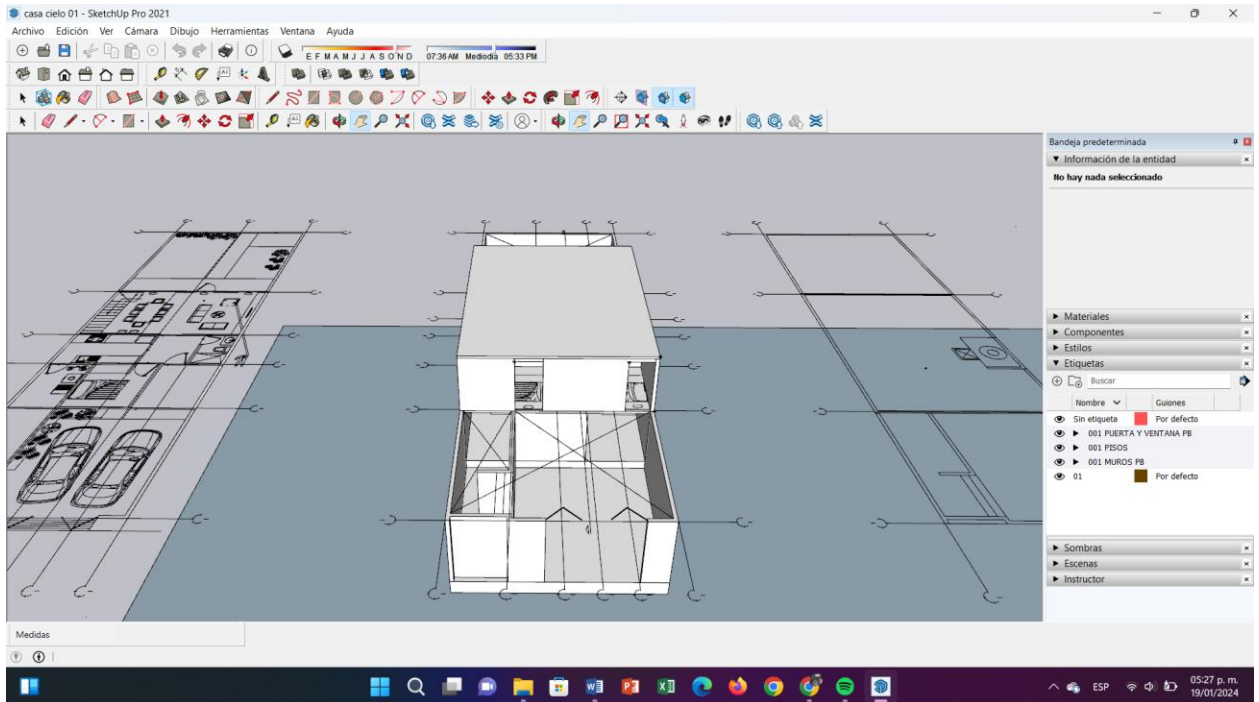 casa cielo 01 - SketchUp Pro 2021
Archivo Edición Ver Cámara Dibujo Herramientas Ventana Ayuda
E F M A M J J A S O N D 07:36 AM Mediodía 05:33 PM
Bandeja predeterminada
Información de la entidad
No hay nada seleccionado
Materiales
Componentes
Estilos
Etiquetas
Buscar
Nombre Guiones
Sin etiqueta Por defecto
001 PUERTA Y VENTANA PB
001 PISOS
001 MUROS PB
01 Por defecto
Sombras
Escenas
Instructor
Medidas
ESP
05:27 p. m.
19/01/2024